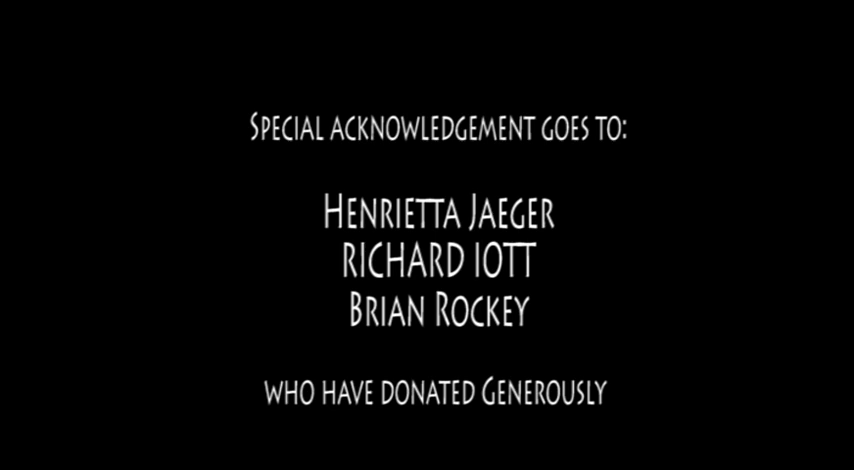 Special acknowledgement goes to:
Henrietta Jaeger
RICHARD IOTT
Brian Rockey
who have donated Generously